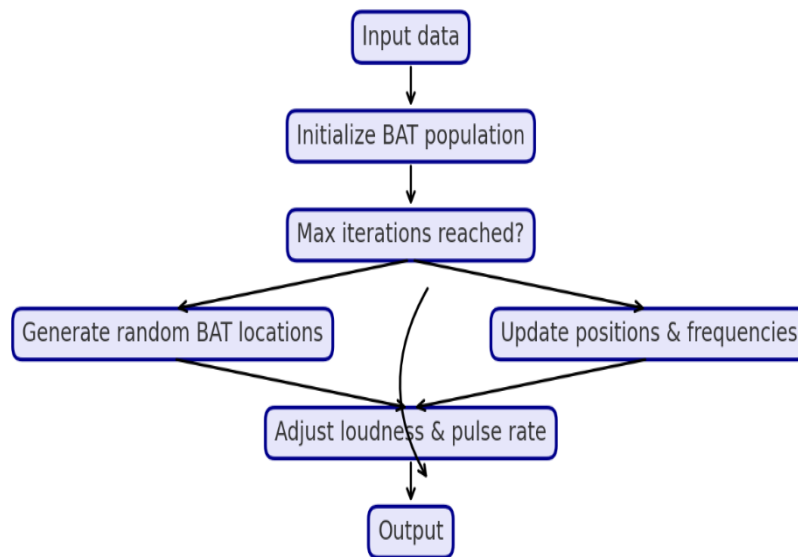 Input data
Initialize BAT population
Max iterations reached?
Generate random BAT locations
Update positions & frequencies
Adjust loudness & pulse rate
Output